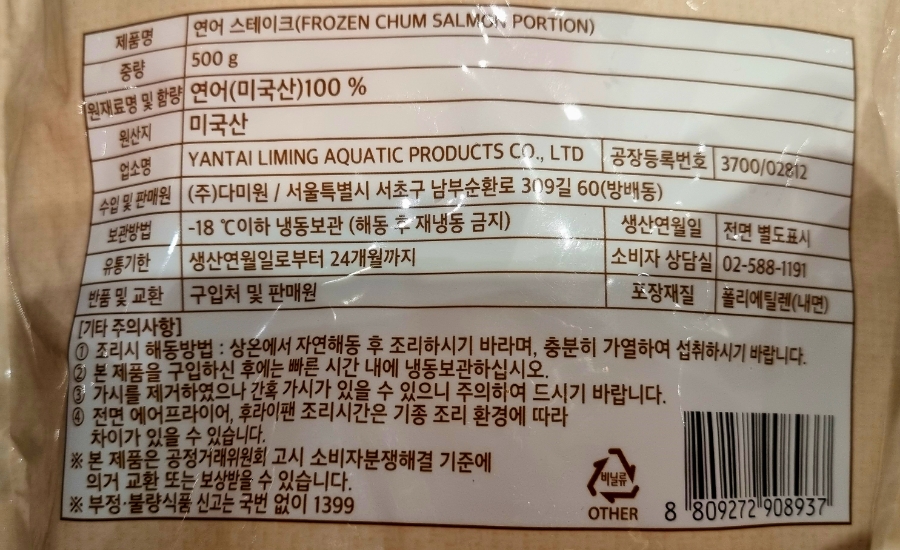 제품명 연어 스테이크(FROZEN CHUM SALMON PORTION)
중량 500 g
원재료명 및 함량 연어(미국산)100 %
원산지 미국산
업소명 YANTAI LIMING AQUATIC PRODUCTS CO., LTD 공장등록번호 3700/02812
수입 및 판매원 (주)다미원 / 서울특별시 서초구 남부순환로 309길 60(방배동)
보관방법 -18 ℃이하 냉동보관 (해동 후 재냉동 금지) 생산연월일 전면 별도표시
유통기한 생산연월일로부터 24개월까지 소비자 상담실 02-588-1191
반품 및 교환 구입처 및 판매원 포장재질 폴리에틸렌(내면)
[기타 주의사항]
① 조리시 해동방법 : 상온에서 자연해동 후 조리하시기 바라며, 충분히 가열하여 섭취하시기 바랍니다.
② 본 제품을 구입하신 후에는 빠른 시간 내에 냉동보관하십시오.
③ 가시를 제거하였으나 간혹 가시가 있을 수 있으니 주의하여 드시기 바랍니다.
④ 전면 에어프라이어, 후라이팬 조리시간은 기종 조리 환경에 따라
차이가 있을 수 있습니다.
※ 본 제품은 공정거래위원회 고시 소비자분쟁해결 기준에
의거 교환 또는 보상받을 수 있습니다.
※ 부정·불량식품 신고는 국번 없이 1399
비닐류
OTHER
8 809272 908937